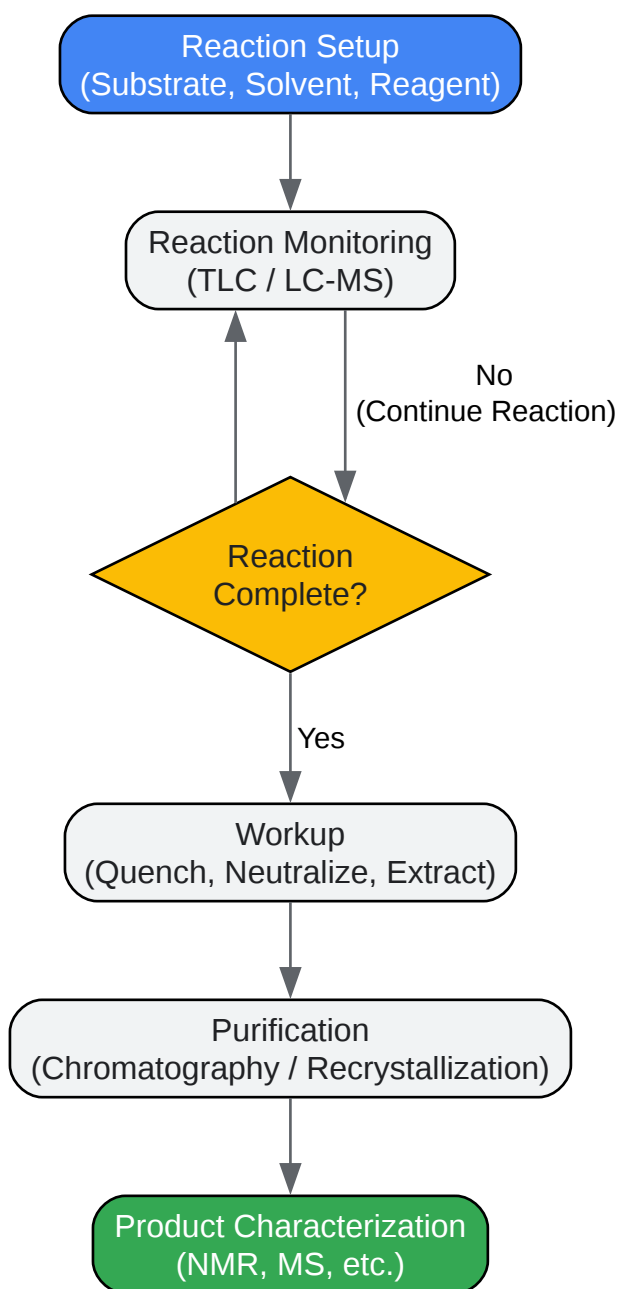 Reaction Setup
(Substrate, Solvent, Reagent)
Reaction Monitoring
(TLC / LC-MS)
No
(Continue Reaction)
Reaction
Complete?
Yes
Workup
(Quench, Neutralize, Extract)
Purification
(Chromatography / Recrystallization)
Product Characterization
(NMR, MS, etc.)